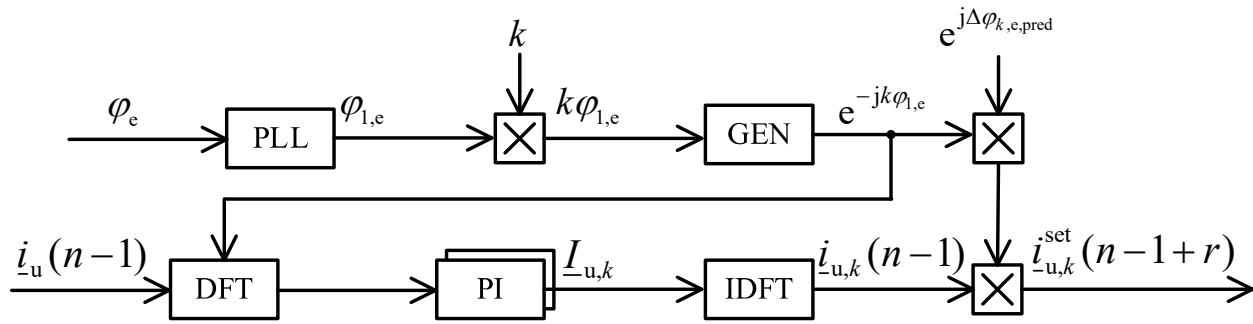 e^{jΔφ_{k,e,pred}}
k
φ_e
φ_{1,e}
kφ_{1,e}
e^{-jkφ_{1,e}}
PLL
GEN
i_u(n−1)
I_{u,k}
i_{u,k}(n−1)
i_{u,k}^{set}(n−1+r)
DFT
PI
IDFT